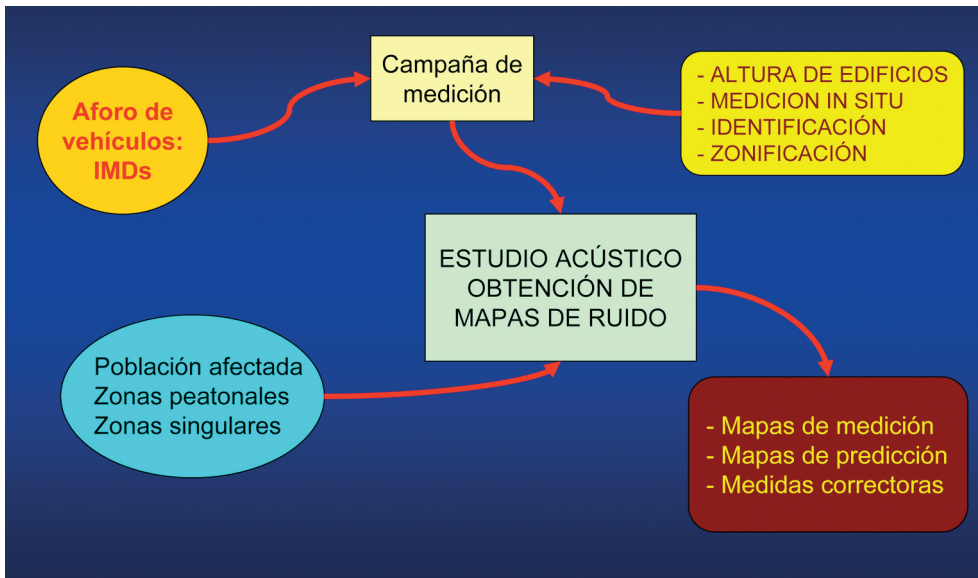 Campaña de
medición
Aforo de
vehículos:
IMDs
- ALTURA DE EDIFICIOS
- MEDICION IN SITU
- IDENTIFICACIÓN
- ZONIFICACIÓN
ESTUDIO ACÚSTICO
OBTENCIÓN DE
MAPAS DE RUIDO
Población afectada
Zonas peatonales
Zonas singulares
- Mapas de medición
- Mapas de predicción
- Medidas correctoras